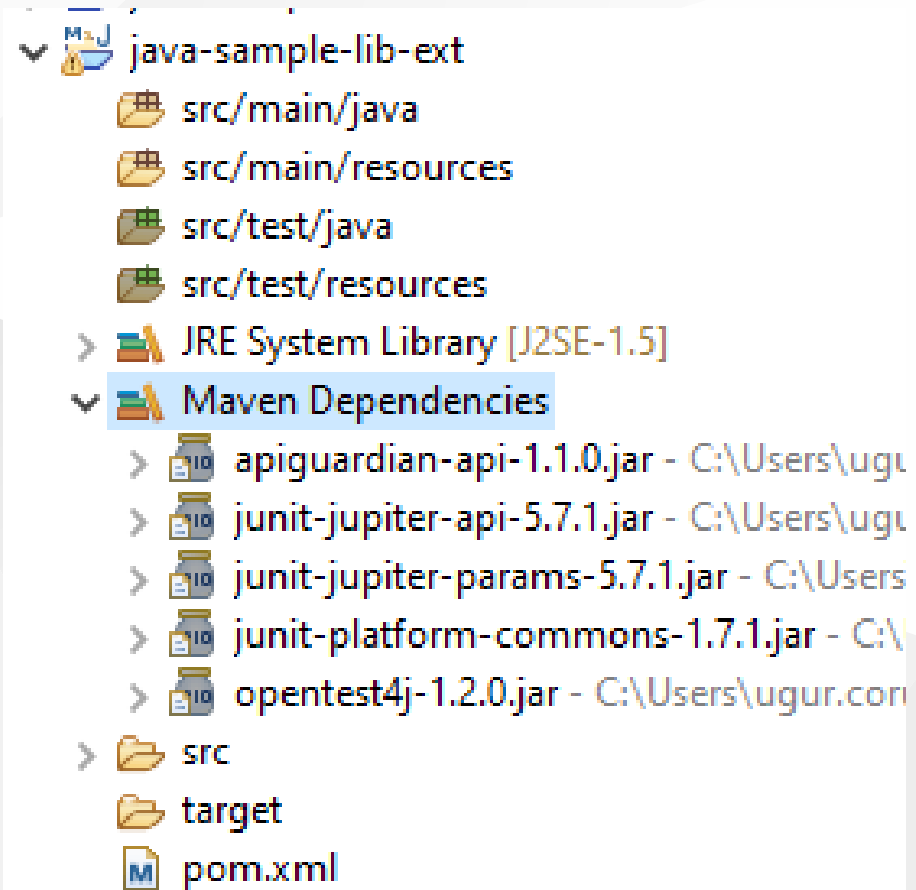 java-sample-lib-ext
src/main/java
src/main/resources
src/test/java
src/test/resources
JRE System Library [J2SE-1.5]
Maven Dependencies
apiguardian-api-1.1.0.jar - C:\Users\ugu
junit-jupiter-api-5.7.1.jar - C:\Users\ugu
junit-jupiter-params-5.7.1.jar - C:\Users
junit-platform-commons-1.7.1.jar - C:\
opentest4j-1.2.0.jar - C:\Users\ugur.coru
src
target
pom.xml